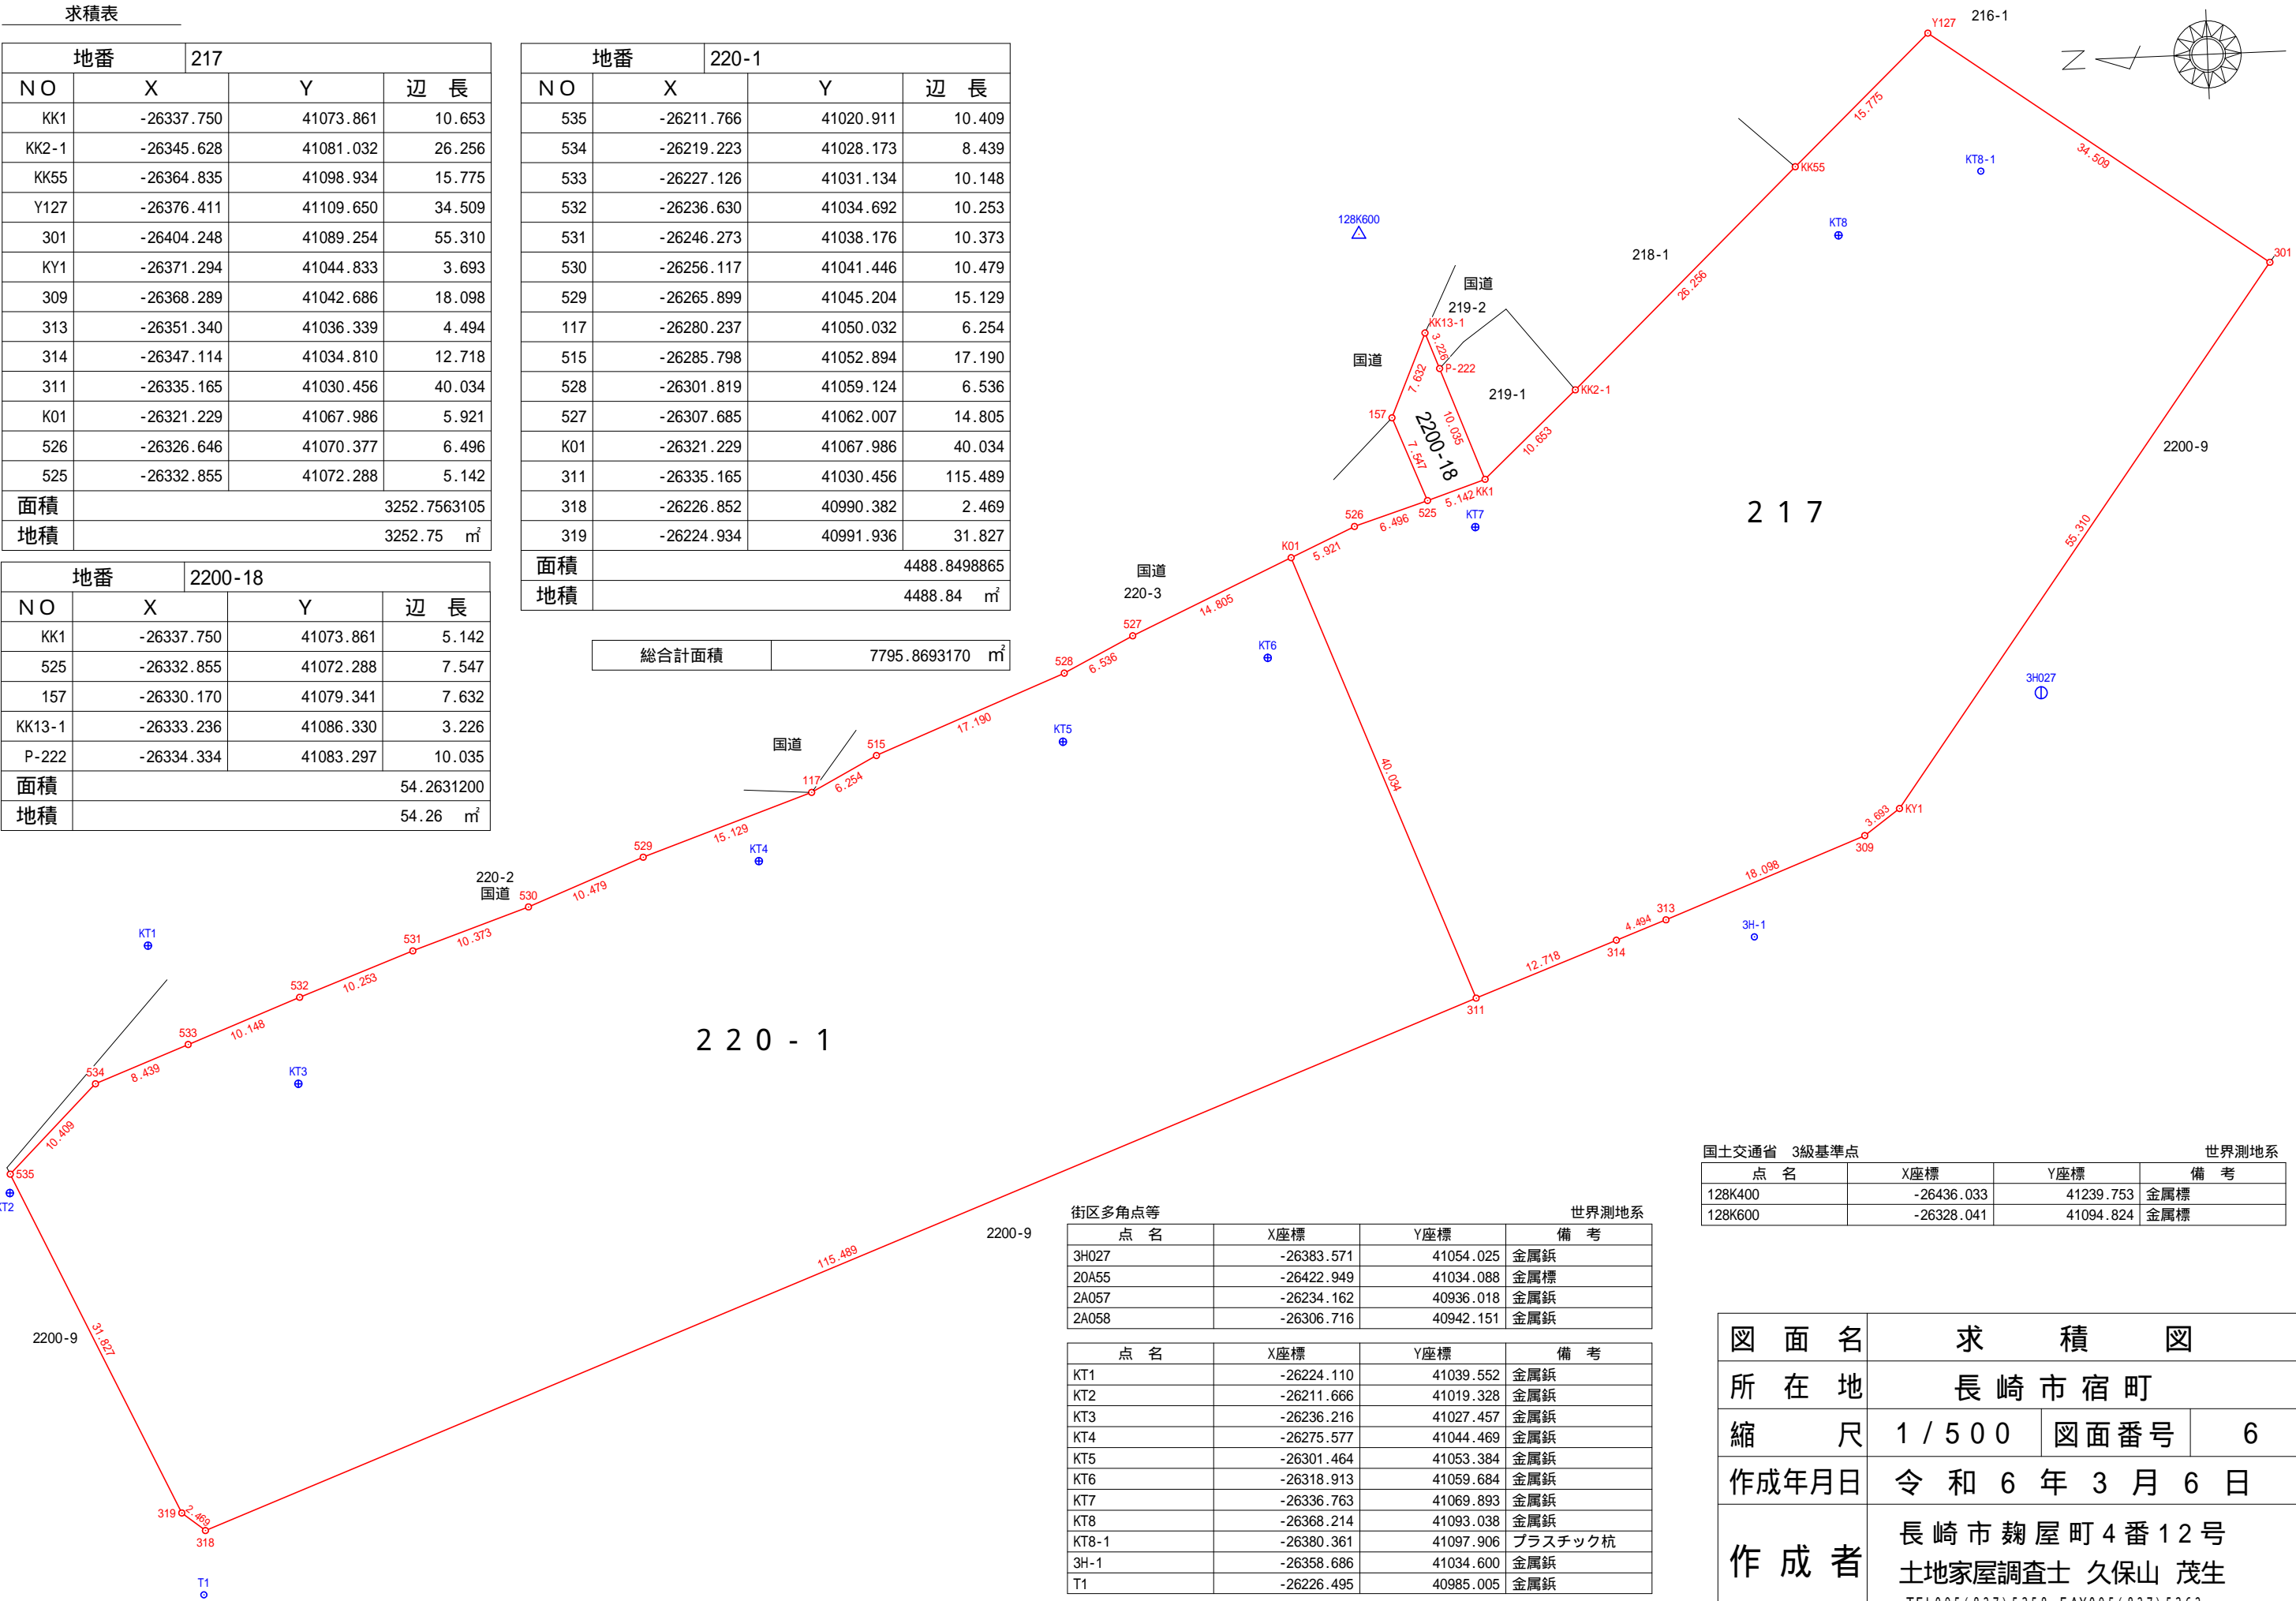 求積表
地番 217
NO X Y 辺 長
KK1 -26337.750 41073.861 10.653
KK2-1 -26345.628 41081.032 26.256
KK55 -26364.835 41098.934 15.775
Y127 -26376.411 41109.650 34.509
301 -26404.248 41089.254 55.310
KY1 -26371.294 41044.833 3.693
309 -26368.289 41042.686 18.098
313 -26351.340 41036.339 4.494
314 -26347.114 41034.810 12.718
311 -26335.165 41030.456 40.034
K01 -26321.229 41067.986 5.921
526 -26326.646 41070.377 6.496
525 -26332.855 41072.288 5.142
面積 3252.7563105
地積 3252.75 ㎡
地番 2200-18
NO X Y 辺 長
KK1 -26337.750 41073.861 5.142
525 -26332.855 41072.288 7.547
157 -26330.170 41079.341 7.632
KK13-1 -26333.236 41086.330 3.226
P-222 -26334.334 41083.297 10.035
面積 54.2631200
地積 54.26 ㎡
地番 220-1
NO X Y 辺 長
535 -26211.766 41020.911 10.409
534 -26219.223 41028.173 8.439
533 -26227.126 41031.134 10.148
532 -26236.630 41034.692 10.253
531 -26246.273 41038.176 10.373
530 -26256.117 41041.446 10.479
529 -26265.899 41045.204 15.129
117 -26280.237 41050.032 6.254
515 -26285.798 41052.894 17.190
528 -26301.819 41059.124 6.536
527 -26307.685 41062.007 14.805
K01 -26321.229 41067.986 40.034
311 -26335.165 41030.456 115.489
318 -26226.852 40990.382 2.469
319 -26224.934 40991.936 31.827
面積 4488.8498865
地積 4488.84 ㎡
総合計面積 7795.8693170 ㎡
Y127
216-1
N
15.775
34.509
KK55
KT8-1
301
128K600
KT8
218-1
26.256
国道
219-2
KK13-1
国道
3.226
P-222
7.632
219-1
KK2-1
157
2200-18
10.035
7.547
10.653
2200-9
217
KK1
5.142
525
526
6.496
KT7
55.310
K01
5.921
国道
220-3
14.805
527
KT6
528
6.536
3H027
17.190
KT5
国道
515
40.034
117
6.254
KY1
3.693
309
15.129
529
KT4
18.098
220-2
国道
530
10.479
313
4.494
3H-1
314
KT1
531
10.373
12.718
532
10.253
311
533
10.148
220-1
534
8.439
KT3
10.409
535
KT2
2200-9
115.489
2200-9
31.827
319
2.469
318
T1
街区多角点等 世界測地系
点 名 X座標 Y座標 備 考
3H027 -26383.571 41054.025 金属鋲
20A55 -26422.949 41034.088 金属標
2A057 -26234.162 40936.018 金属鋲
2A058 -26306.716 40942.151 金属鋲
点 名 X座標 Y座標 備 考
KT1 -26224.110 41039.552 金属鋲
KT2 -26211.666 41019.328 金属鋲
KT3 -26236.216 41027.457 金属鋲
KT4 -26275.577 41044.469 金属鋲
KT5 -26301.464 41053.384 金属鋲
KT6 -26318.913 41059.684 金属鋲
KT7 -26336.763 41069.893 金属鋲
KT8 -26368.214 41093.038 金属鋲
KT8-1 -26380.361 41097.906 プラスチック杭
3H-1 -26358.686 41034.600 金属鋲
T1 -26226.495 40985.005 金属鋲
国土交通省 3級基準点 世界測地系
点 名 X座標 Y座標 備 考
128K400 -26436.033 41239.753 金属標
128K600 -26328.041 41094.824 金属標
図面名 求積図
所在地 長崎市宿町
縮尺 1/500 図面番号 6
作成年月日 令和6年3月6日
作成者 長崎市麹屋町4番12号
土地家屋調査士 久保山 茂生